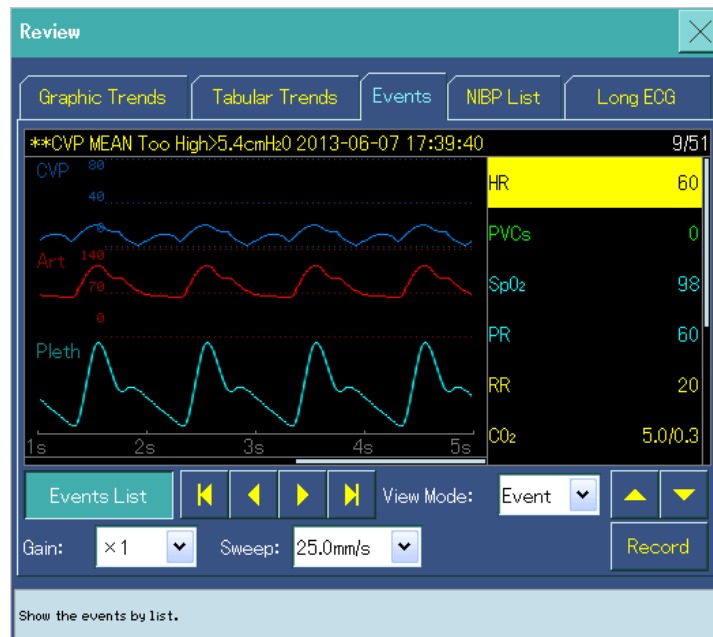 Review
Graphic Trends Tabular Trends Events NIBP List Long ECG
**CVP MEAN Too High>5.4cmH₂O 2013-06-07 17:39:40 9/51
CVP 80
40
0
Art 140
70
0
Pleth
1s 2s 3s 4s 5s
HR 60
PVCs 0
SpO₂ 98
PR 60
RR 20
CO₂ 5.0/0.3
Events List View Mode: Event
Gain: ×1 Sweep: 25.0mm/s Record
Show the events by list.